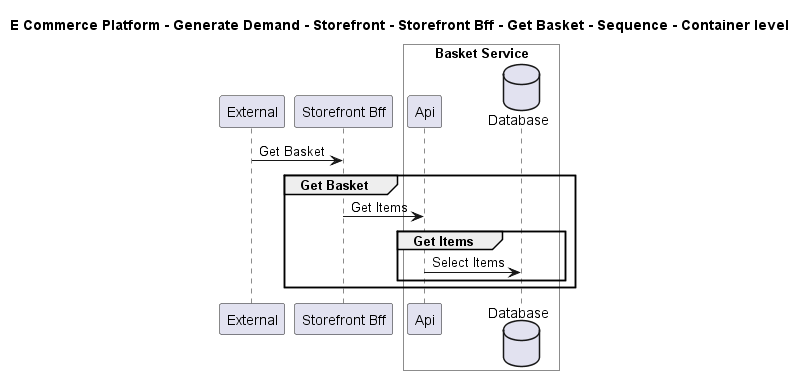 E Commerce Platform - Generate Demand - Storefront - Storefront Bff - Get Basket - Sequence - Container level
Basket Service
External
Storefront Bff
Api
Database
Get Basket
Get Basket
Get Items
Get Items
Select Items
External
Storefront Bff
Api
Database